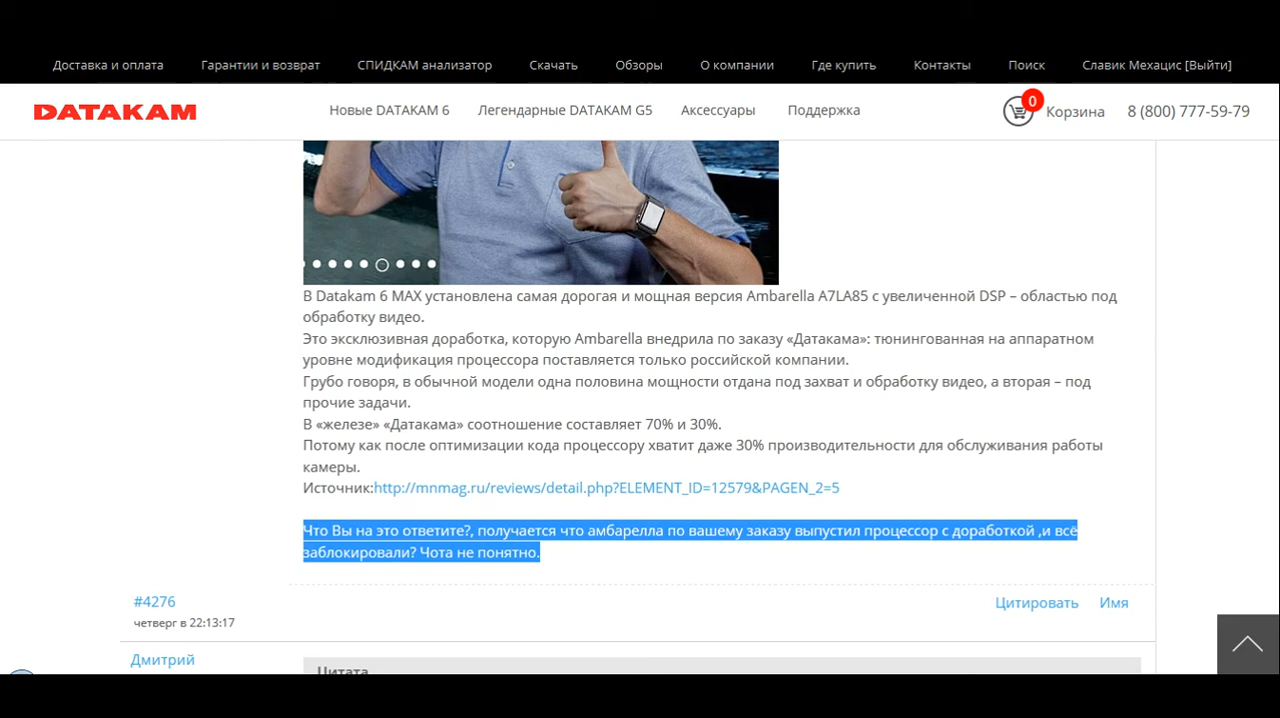 Доставка и оплата Гарантии и возврат СПИДКАМ анализатор Скачать Обзоры О компании Где купить Контакты Поиск Славик Мехацис [Выйти]
DATAKAM Новые DATAKAM 6 Легендарные DATAKAM G5 Аксессуары Поддержка 0 Корзина 8 (800) 777-59-79
В Datakam 6 MAX установлена самая дорогая и мощная версия Ambarella A7LA85 с увеличенной DSP – областью под
обработку видео.
Это эксклюзивная доработка, которую Ambarella внедрила по заказу «Датакама»: тюнингованная на аппаратном
уровне модификация процессора поставляется только российской компании.
Грубо говоря, в обычной модели одна половина мощности отдана под захват и обработку видео, а вторая – под
прочие задачи.
В «железе» «Датакама» соотношение составляет 70% и 30%.
Потому как после оптимизации кода процессору хватит даже 30% производительности для обслуживания работы
камеры.
Источник:http://mnmag.ru/reviews/detail.php?ELEMENT_ID=12579&PAGEN_2=5
Что Вы на это ответите?, получается что амбарелла по вашему заказу выпустил процессор с доработкой ,и всё
заблокировали? Чота не понятно.
#4276 Цитировать Имя
четверг в 22:13:17
Дмитрий
Цитата